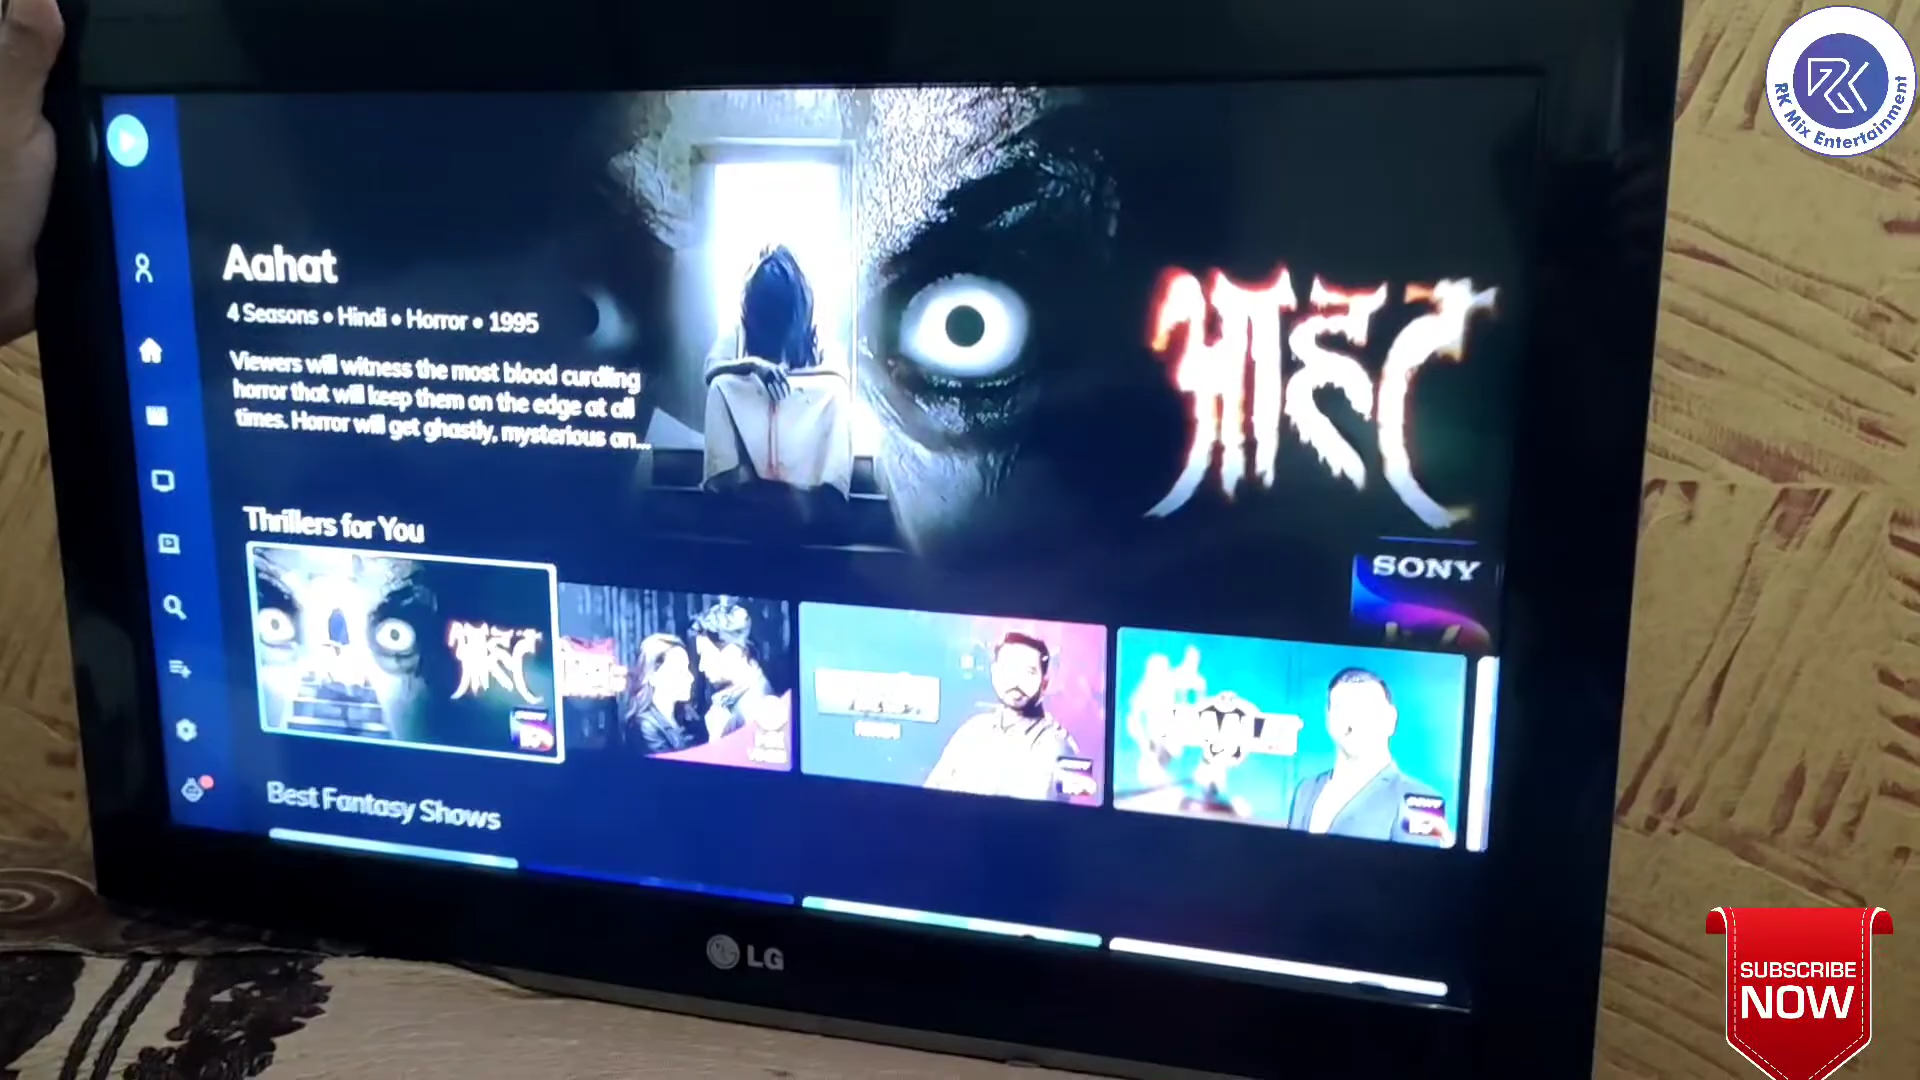 RK Mix Entertainment
Aahat
4 Seasons • Hindi • Horror • 1995
Viewers will witness the most blood curdling
horror that will keep them on the edge at all
times. Horror will get ghastly, mysterious an...
आहट
SONY
Thrillers for You
आहट
Best Fantasy Shows
LG
SUBSCRIBE
NOW